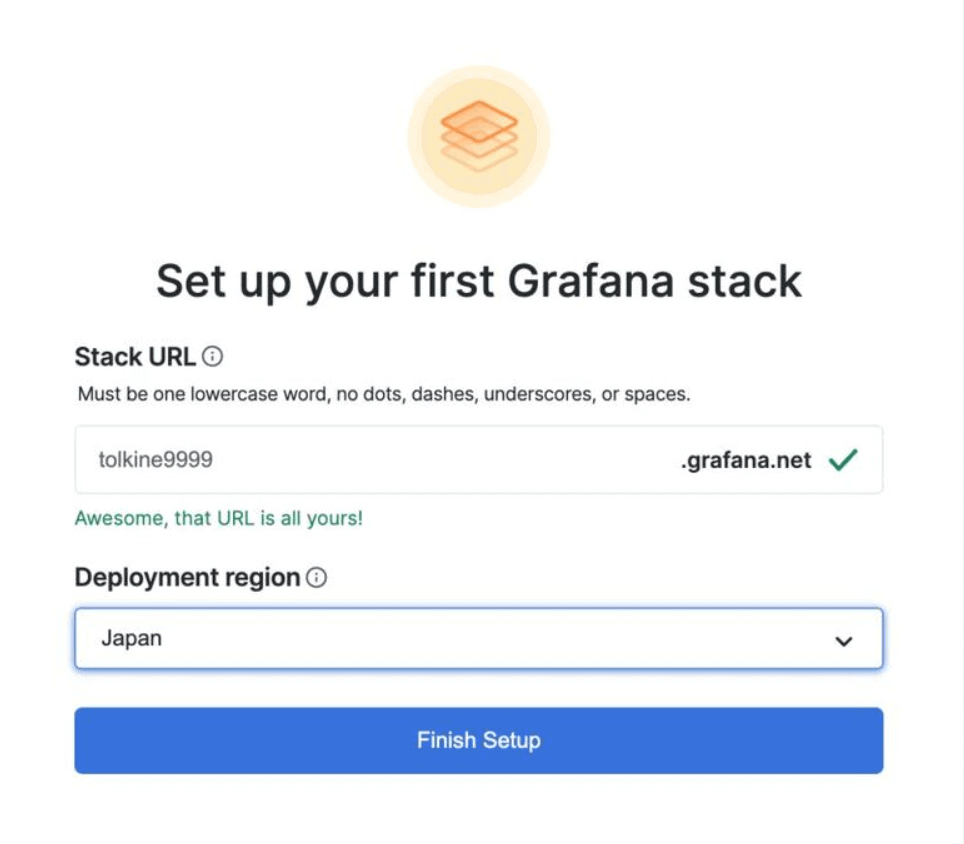 Set up your first Grafana stack
Stack URL
Must be one lowercase word, no dots, dashes, underscores, or spaces.
tolkine9999 .grafana.net
Awesome, that URL is all yours!
Deployment region
Japan
Finish Setup